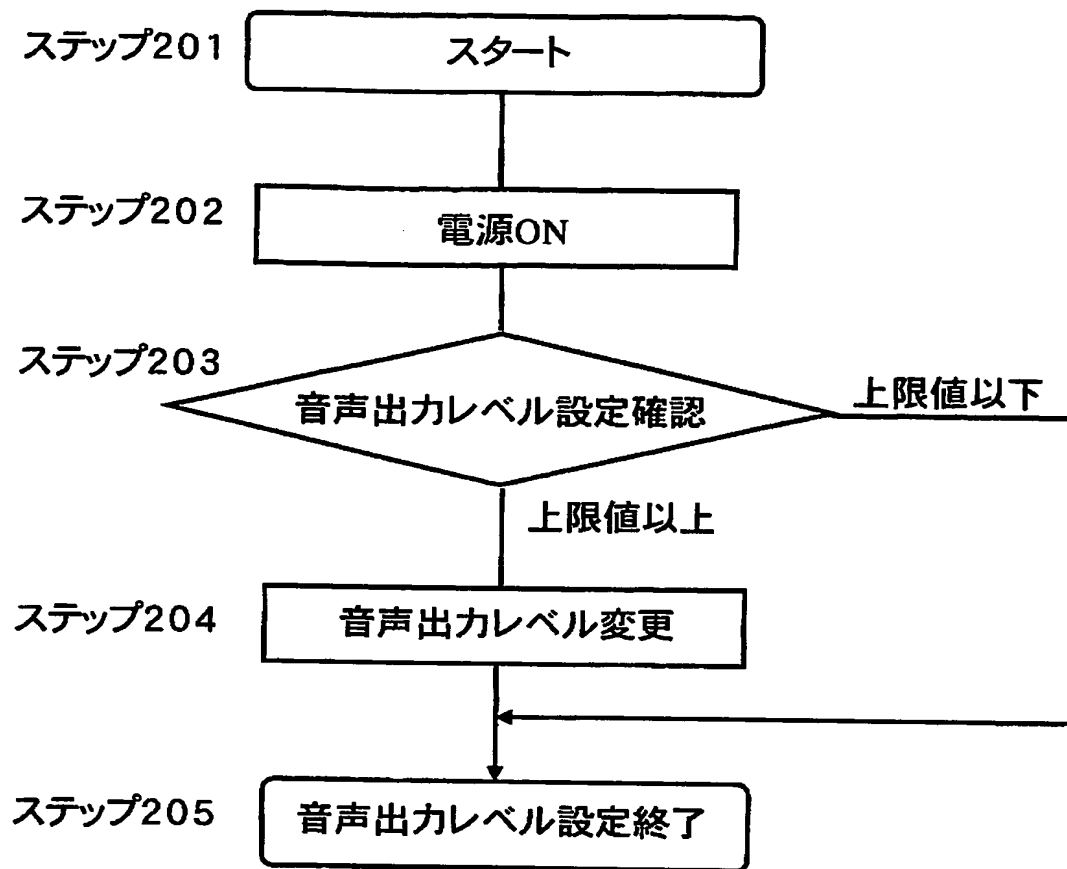 ステップ201
スタート
ステップ202
電源ON
ステップ203
音声出力レベル設定確認
上限値以下
上限値以上
ステップ204
音声出力レベル変更
ステップ205
音声出力レベル設定終了